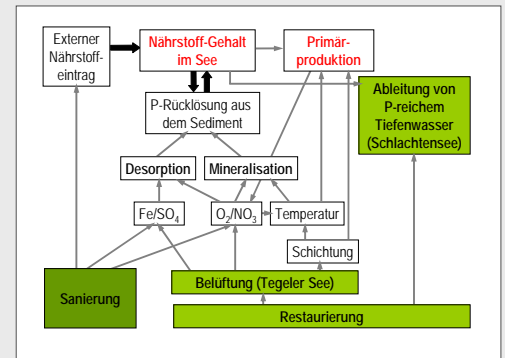 Externer
Nährstoff-
eintrag
Nährstoff-Gehalt
im See
Primär-
produktion
Ableitung von
P-reichem
Tiefenwasser
(Schlachtensee)
P-Rücklösung aus
dem Sediment
Desorption
Mineralisation
Fe/SO₄
O₂/NO₃
Temperatur
Schichtung
Sanierung
Belüftung (Tegeler See)
Restaurierung